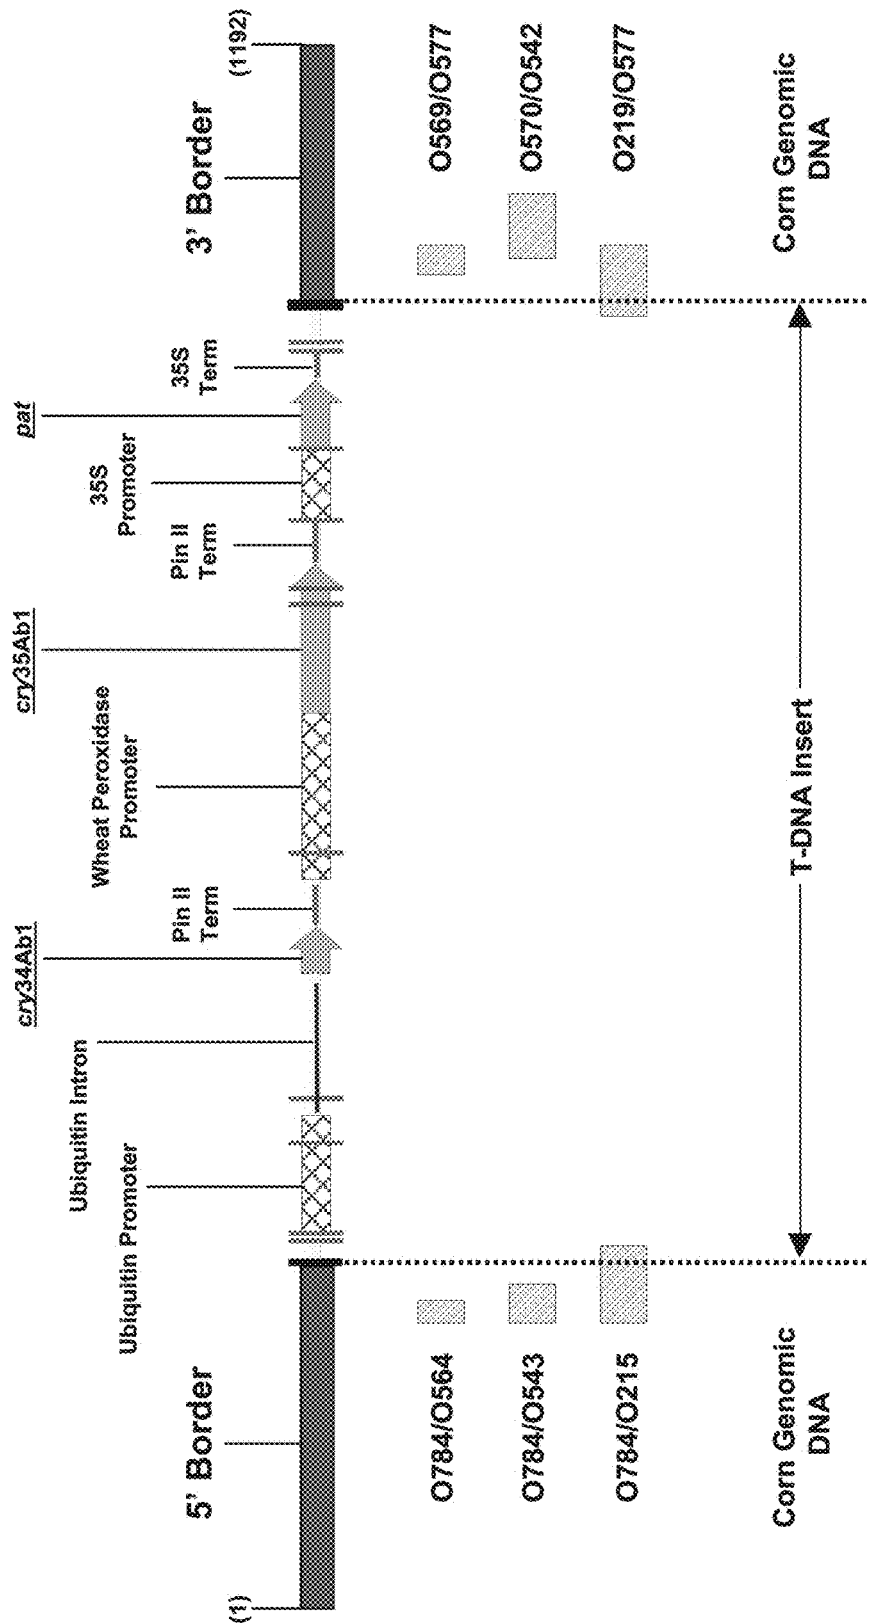 cry34Ab1
cry35Ab1
pat
Ubiquitin Intron
Ubiquitin Promoter
Pin II
Term
Wheat Peroxidase
Promoter
Pin II
Term
35S
Promoter
35S
Term
5' Border
3' Border
(1)
(1192)
O784/O564
O569/O577
O784/O543
O570/O542
O784/O215
O219/O577
Corn Genomic
DNA
T-DNA Insert
Corn Genomic
DNA